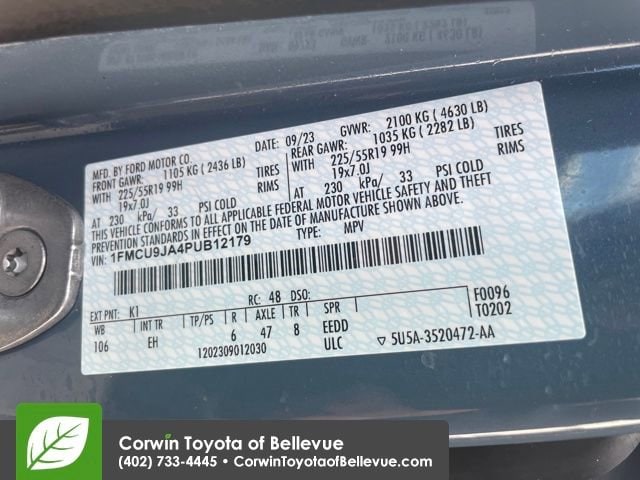 MFD. BY FORD MOTOR CO.
DATE: 09/23 GVWR: 2100 KG ( 4630 LB)
FRONT GAWR: 1105 KG ( 2436 LB)
REAR GAWR: 1035 KG ( 2282 LB)
WITH 225/55R19 99H TIRES
WITH 225/55R19 99H TIRES
19x7.0J RIMS
19x7.0J RIMS
AT 230 kPa/ 33 PSI COLD
AT 230 kPa/ 33 PSI COLD
THIS VEHICLE CONFORMS TO ALL APPLICABLE FEDERAL MOTOR VEHICLE SAFETY AND THEFT
PREVENTION STANDARDS IN EFFECT ON THE DATE OF MANUFACTURE SHOWN ABOVE.
1FMCU9JA4PUB12179 TYPE: MPV
EXT PNT: K1 RC: 48 DSO: F0096
WB INT TR TP/PS R AXLE TR SPR T0202
106 EH 6 47 8 EEDD
1202309012030 ULC ▽ 5U5A-3520472-AA
Corwin Toyota of Bellevue
(402) 733-4445 • CorwinToyotaofBellevue.com